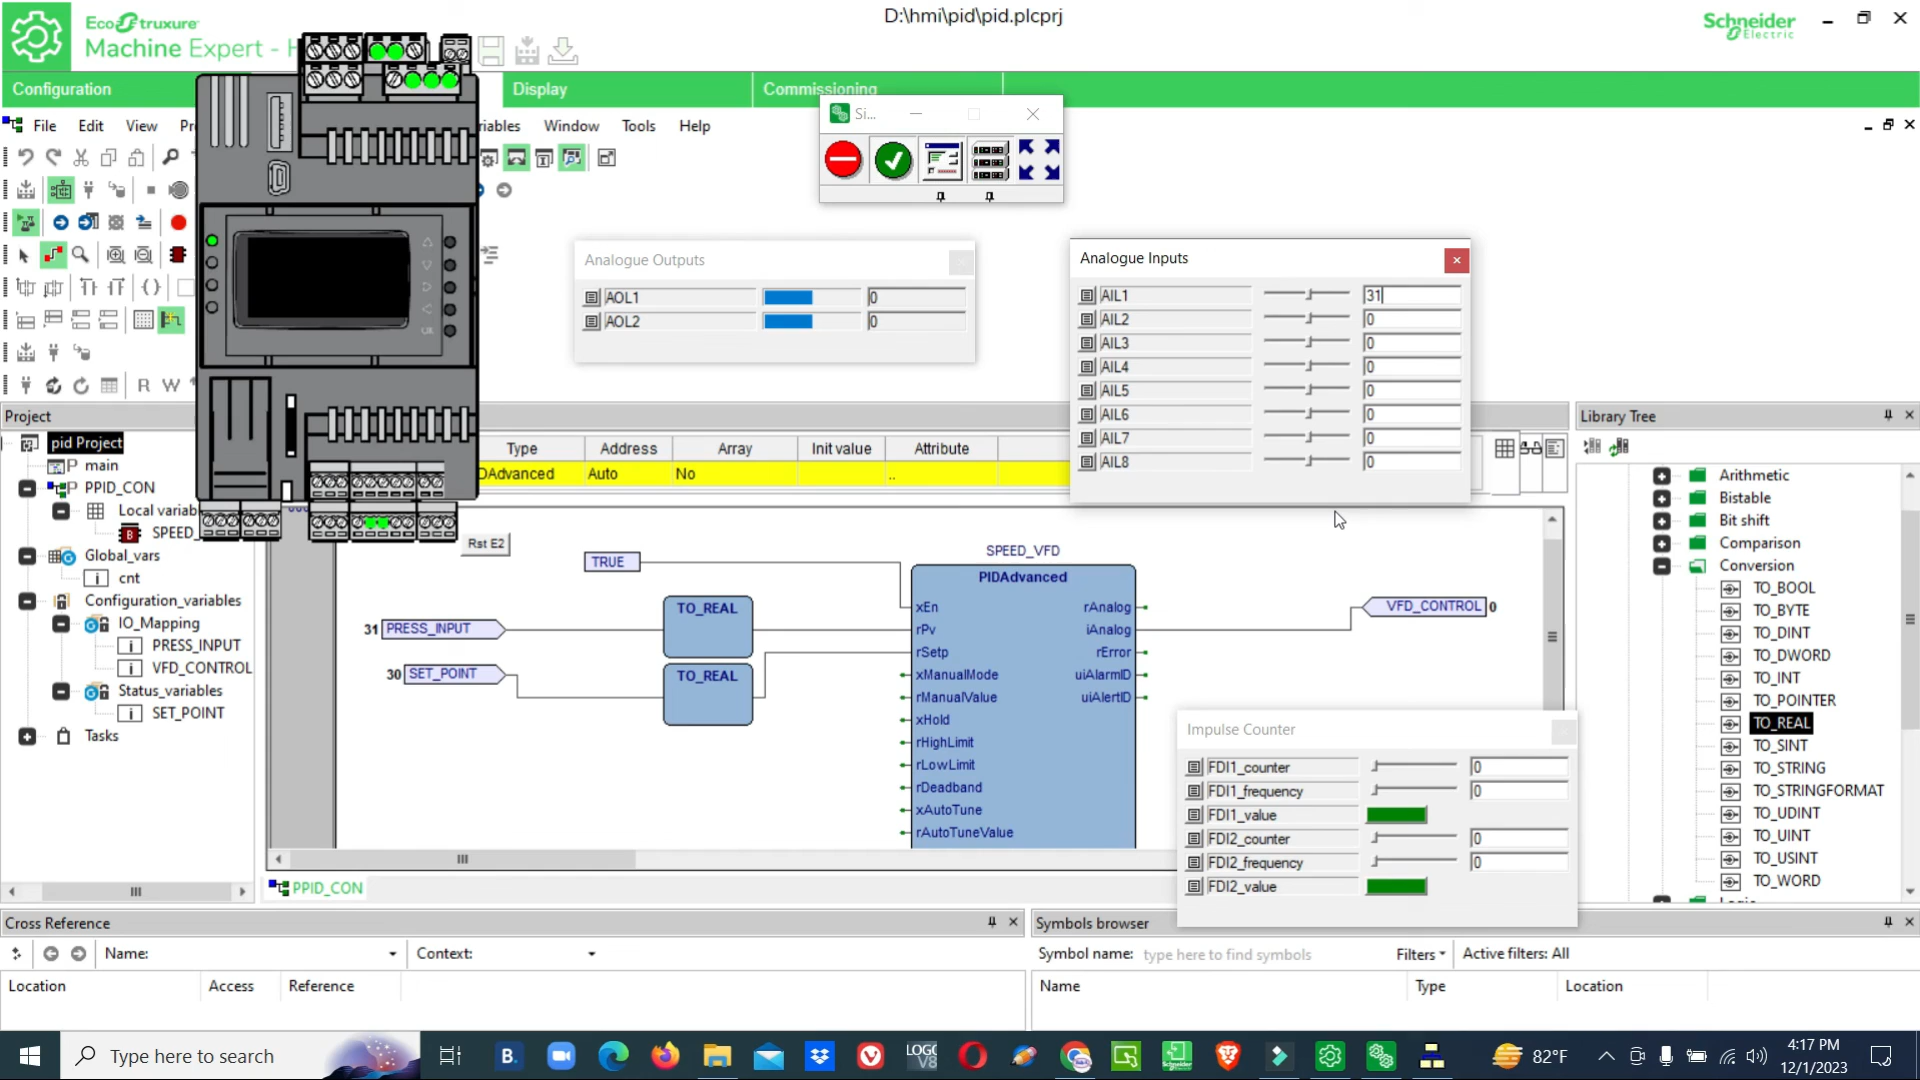 D:\hmi\pid\pid.plcprj
EcoStruxure
Machine Expert - H
Schneider
Electric
Configuration
Display
Commissioning
Si...
File Edit View Pr
riables Window Tools Help
R W
Analogue Outputs
AOL1 0
AOL2 0
Analogue Inputs
AIL1 31
AIL2 0
AIL3 0
AIL4 0
AIL5 0
AIL6 0
AIL7 0
AIL8 0
Project
pid Project
main
PPID_CON
Local variab
SPEED_
Global_vars
cnt
Configuration_variables
IO_Mapping
PRESS_INPUT
VFD_CONTROL
Status_variables
SET_POINT
Tasks
Type Address Array Init value Attribute
DAdvanced Auto No ..
Rst E2
TRUE
31 PRESS_INPUT
30 SET_POINT
TO_REAL
TO_REAL
SPEED_VFD
PIDAdvanced
xEn rAnalog
rPv iAnalog
rSetp rError
xManualMode uiAlarmID
rManualValue uiAlertID
xHold
rHighLimit
rLowLimit
rDeadband
xAutoTune
rAutoTuneValue
VFD_CONTROL 0
PPID_CON
Impulse Counter
FDI1_counter 0
FDI1_frequency 0
FDI1_value
FDI2_counter 0
FDI2_frequency 0
FDI2_value
Library Tree
Arithmetic
Bistable
Bit shift
Comparison
Conversion
TO_BOOL
TO_BYTE
TO_DINT
TO_DWORD
TO_INT
TO_POINTER
TO_REAL
TO_SINT
TO_STRING
TO_STRINGFORMAT
TO_UDINT
TO_UINT
TO_USINT
TO_WORD
Cross Reference
Name: Context:
Location Access Reference
Symbols browser
Symbol name: type here to find symbols Filters Active filters: All
Name Type Location
Type here to search
B.
LOGO
V8
82°F
4:17 PM
12/1/2023